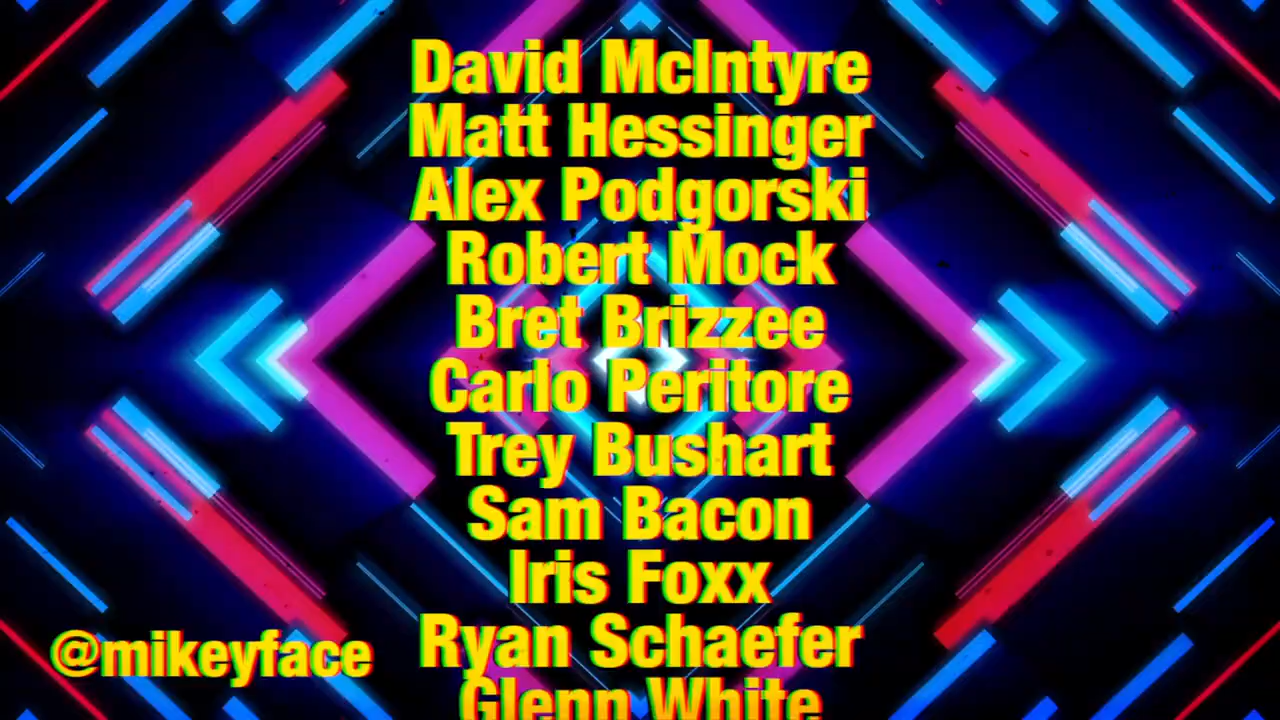 David McIntyre
Matt Hessinger
Alex Podgorski
Robert Mock
Bret Brizzee
Carlo Peritore
Trey Bushart
Sam Bacon
Iris Foxx
Ryan Schaefer
@mikeyface
Glenn White